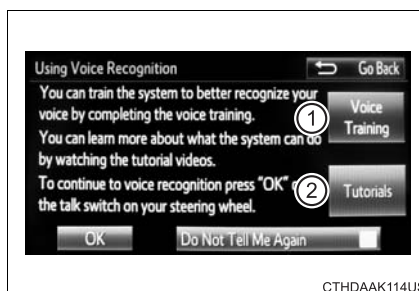 Using Voice Recognition
Go Back
You can train the system to better recognize your
voice by completing the voice training.
1
Voice
Training
You can learn more about what the system can do
by watching the tutorial videos.
To continue to voice recognition press "OK"
2
Tutorials
the talk switch on your steering wheel.
OK
Do Not Tell Me Again
CTHDAAK114U